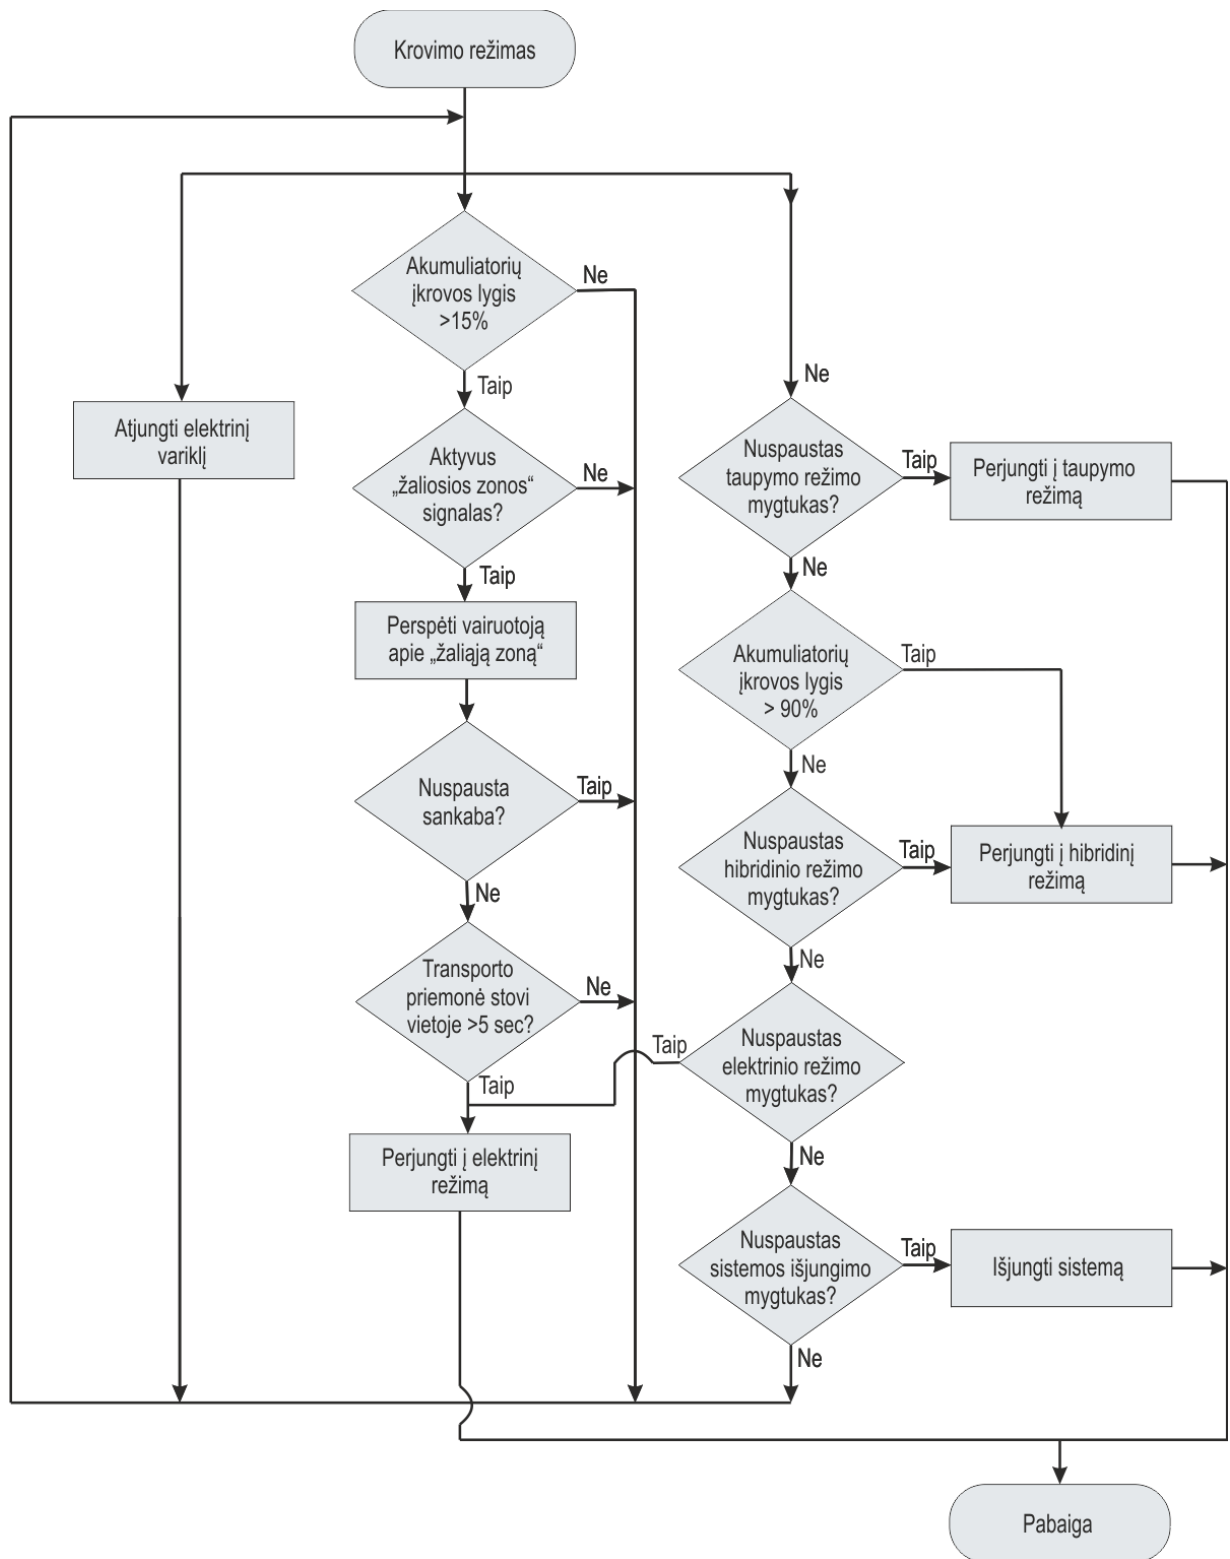 Krovimo režimas
Akumuliatorių
įkrovos lygis
>15%
Ne
Taip
Atjungti elektrinį
variklį
Aktyvus
„žaliosios zonos“
signalas?
Ne
Taip
Perspėti vairuotoją
apie „žaliąją zoną“
Nuspausta
sankaba?
Taip
Ne
Transporto
priemonė stovi
vietoje >5 sec?
Ne
Taip
Perjungti į elektrinį
režimą
Ne
Nuspaustas
taupymo režimo
mygtukas?
Taip
Perjungti į taupymo
režimą
Ne
Akumuliatorių
įkrovos lygis
> 90%
Taip
Ne
Nuspaustas
hibridinio režimo
mygtukas?
Taip
Perjungti į hibridinį
režimą
Ne
Nuspaustas
elektrinio režimo
mygtukas?
Taip
Ne
Nuspaustas
sistemos išjungimo
mygtukas?
Taip
Išjungti sistemą
Ne
Pabaiga